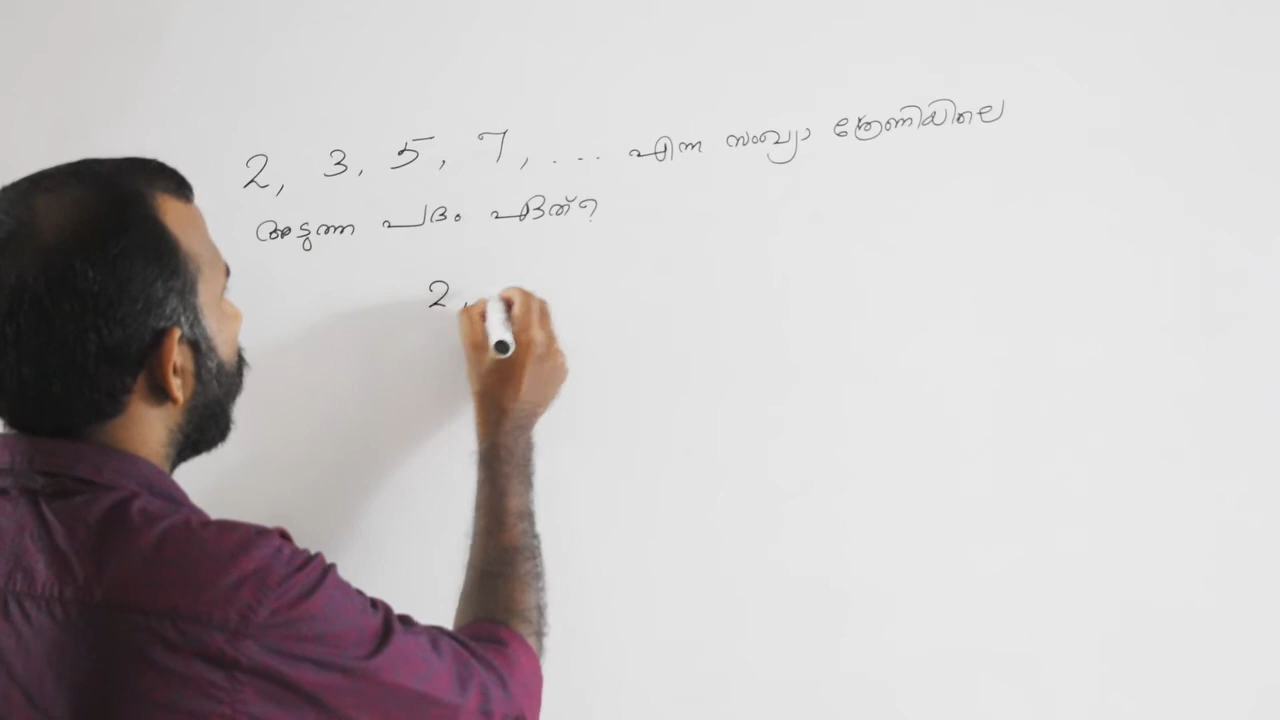 2, 3, 5, 7, ... എന്ന സംഖ്യാ ശ്രേണിയിലെ
അടുത്ത പദം ഏത്?
2,